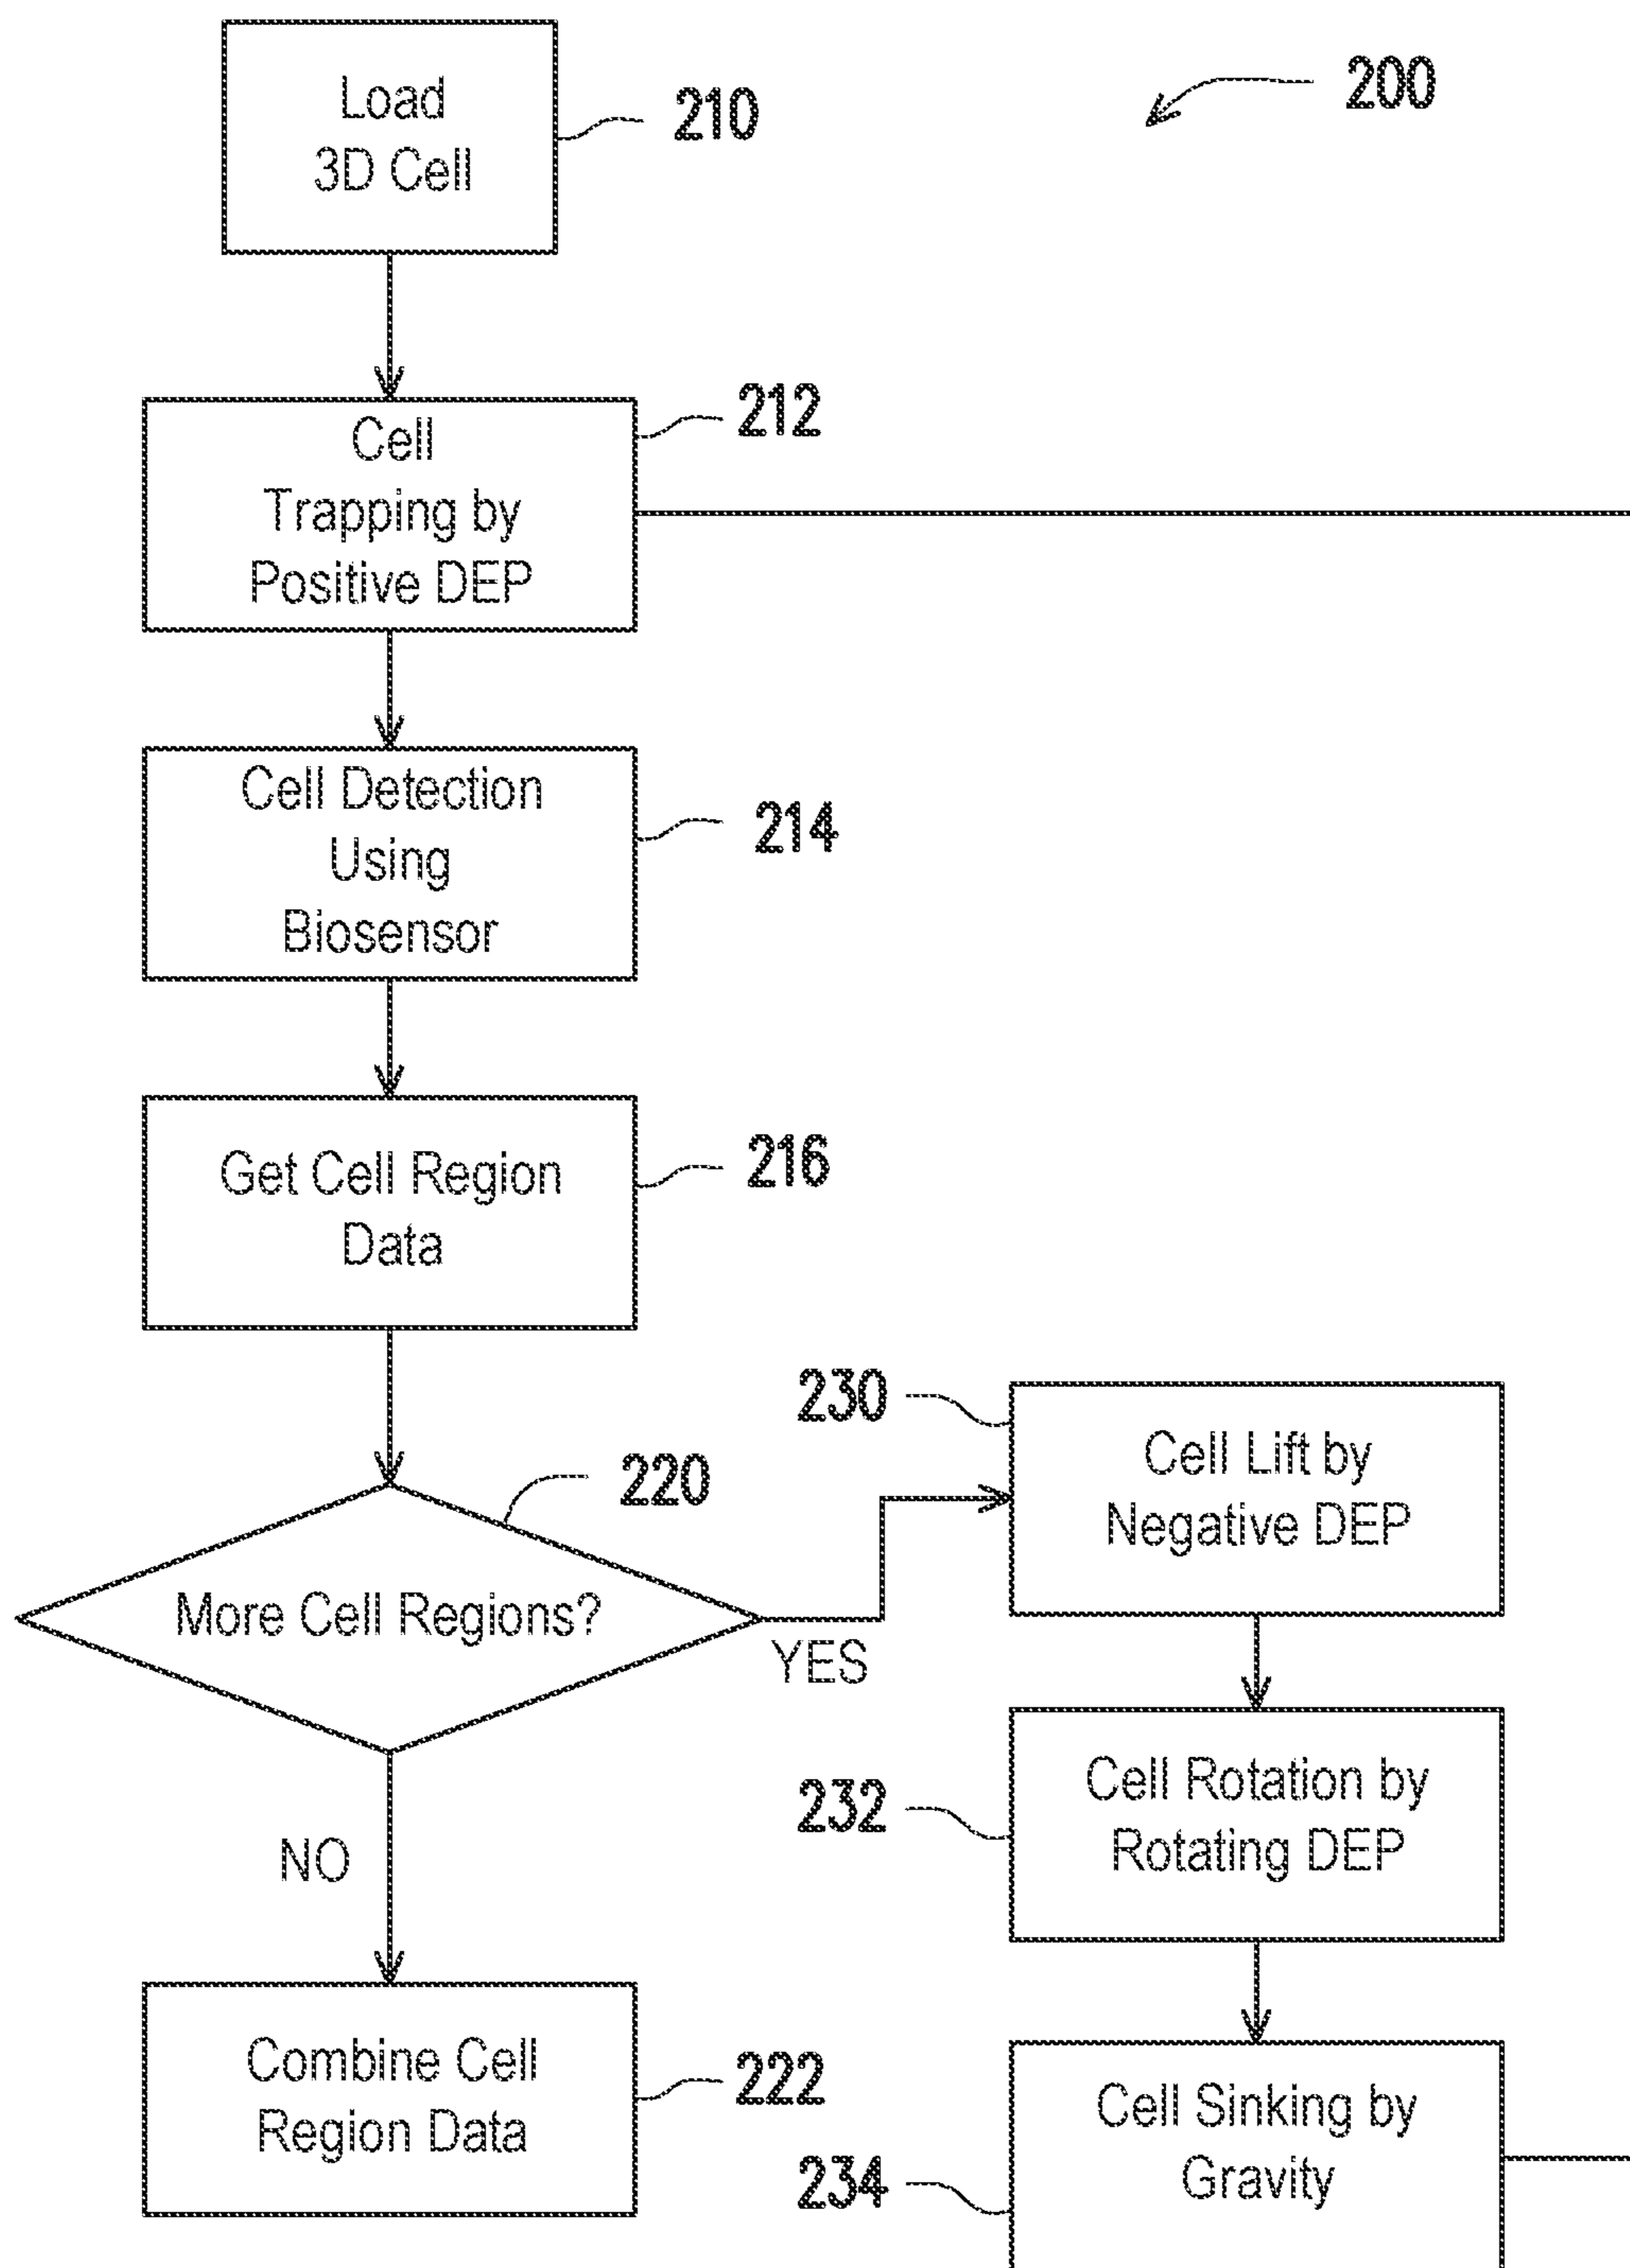 Load
3D Cell
210
200
Cell
Trapping by
Positive DEP
212
Cell Detection
Using
Biosensor
214
Get Cell Region
Data
216
More Cell Regions?
220
YES
NO
Combine Cell
Region Data
222
230
Cell Lift by
Negative DEP
232
Cell Rotation by
Rotating DEP
234
Cell Sinking by
Gravity